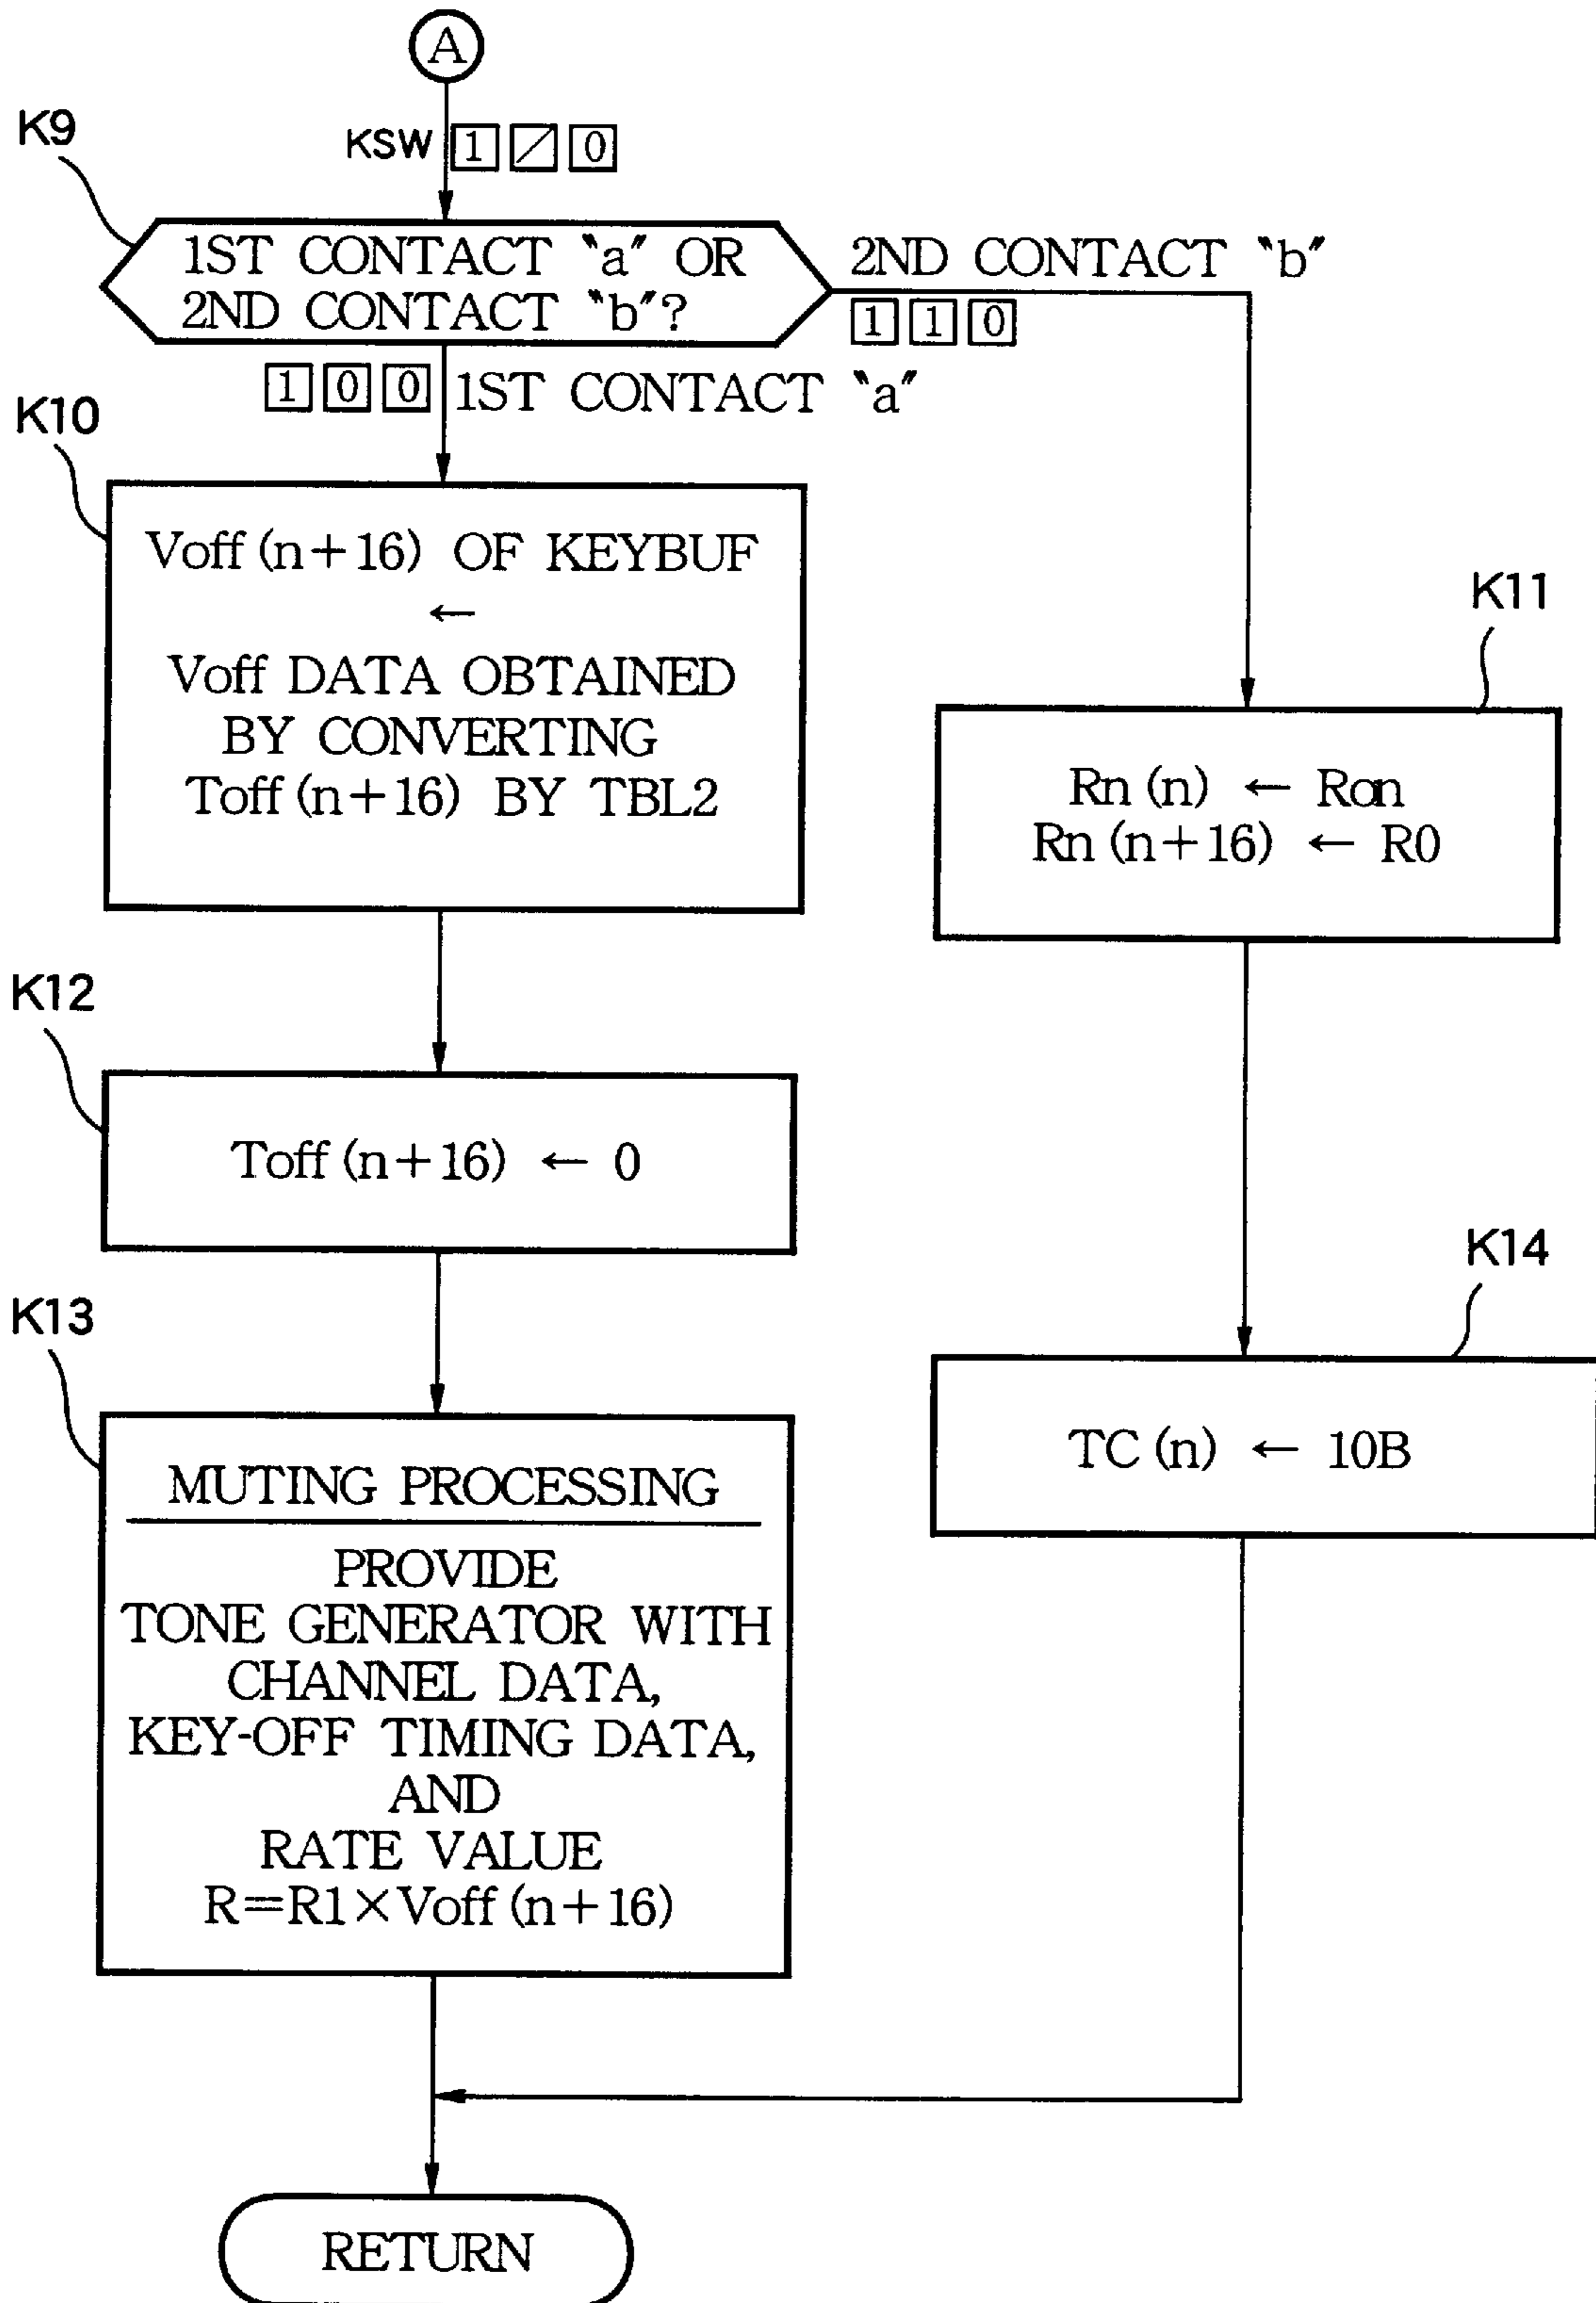 A
K9
KSW 1 / 0
1ST CONTACT "a" OR
2ND CONTACT "b"?
2ND CONTACT "b"
1 1 0
1 0 0 1ST CONTACT "a"
K10
Voff (n+16) OF KEYBUF
←
Voff DATA OBTAINED
BY CONVERTING
Toff (n+16) BY TBL2
K11
Rn (n) ← Ron
Rn (n+16) ← R0
K12
Toff (n+16) ← 0
K14
TC (n) ← 10B
K13
MUTING PROCESSING
PROVIDE
TONE GENERATOR WITH
CHANNEL DATA,
KEY-OFF TIMING DATA,
AND
RATE VALUE
R=R1×Voff (n+16)
RETURN